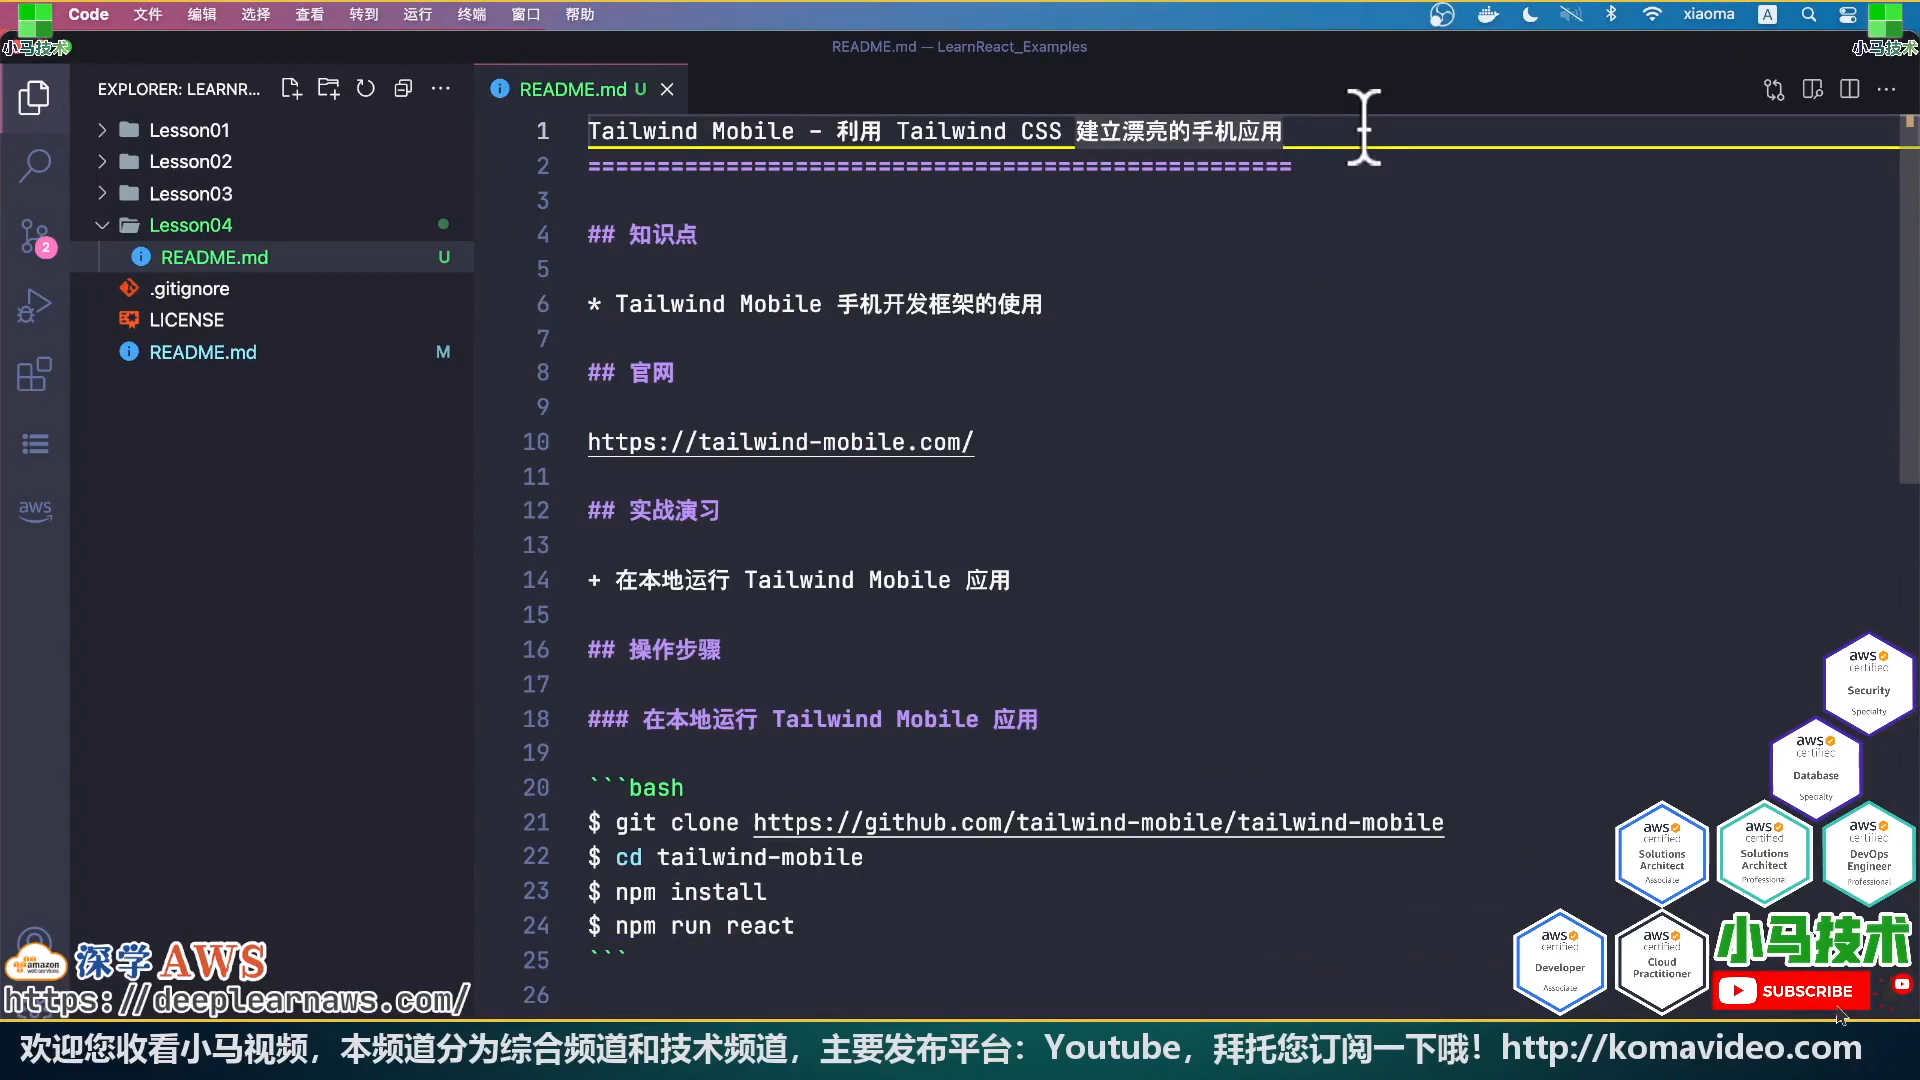 Code 文件 编辑 选择 查看 转到 运行 终端 窗口 帮助 xiaoma A
小马技术 小马技术
README.md — LearnReact_Examples
EXPLORER: LEARNR...
README.md U
Lesson01
Lesson02
Lesson03
Lesson04
README.md U
.gitignore
LICENSE
README.md M
2
aws
1 Tailwind Mobile - 利用 Tailwind CSS 建立漂亮的手机应用
2 ===================================================
3
4 ## 知识点
5
6 * Tailwind Mobile 手机开发框架的使用
7
8 ## 官网
9
10 https://tailwind-mobile.com/
11
12 ## 实战演习
13
14 + 在本地运行 Tailwind Mobile 应用
15
16 ## 操作步骤
17
18 ### 在本地运行 Tailwind Mobile 应用
19
20 ```bash
21 $ git clone https://github.com/tailwind-mobile/tailwind-mobile
22 $ cd tailwind-mobile
23 $ npm install
24 $ npm run react
25 ```
26
aws certified Security Specialty
aws certified Database Specialty
aws certified Solutions Architect Associate
aws certified Solutions Architect Professional
aws certified DevOps Engineer Professional
aws certified Developer Associate
aws certified Cloud Practitioner
小马技术
SUBSCRIBE
amazon web services
深学 AWS
https://deeplearnaws.com/
欢迎您收看小马视频，本频道分为综合频道和技术频道，主要发布平台：Youtube，拜托您订阅一下哦！http://komavideo.com